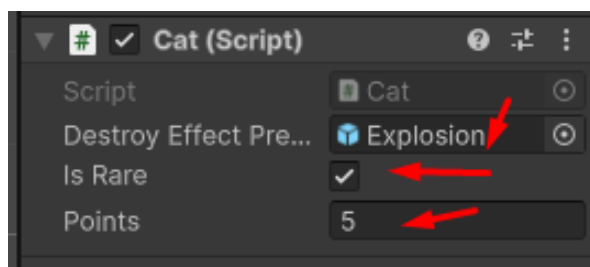 # Cat (Script)
Script # Cat
Destroy Effect Pre... Explosion
Is Rare
Points 5